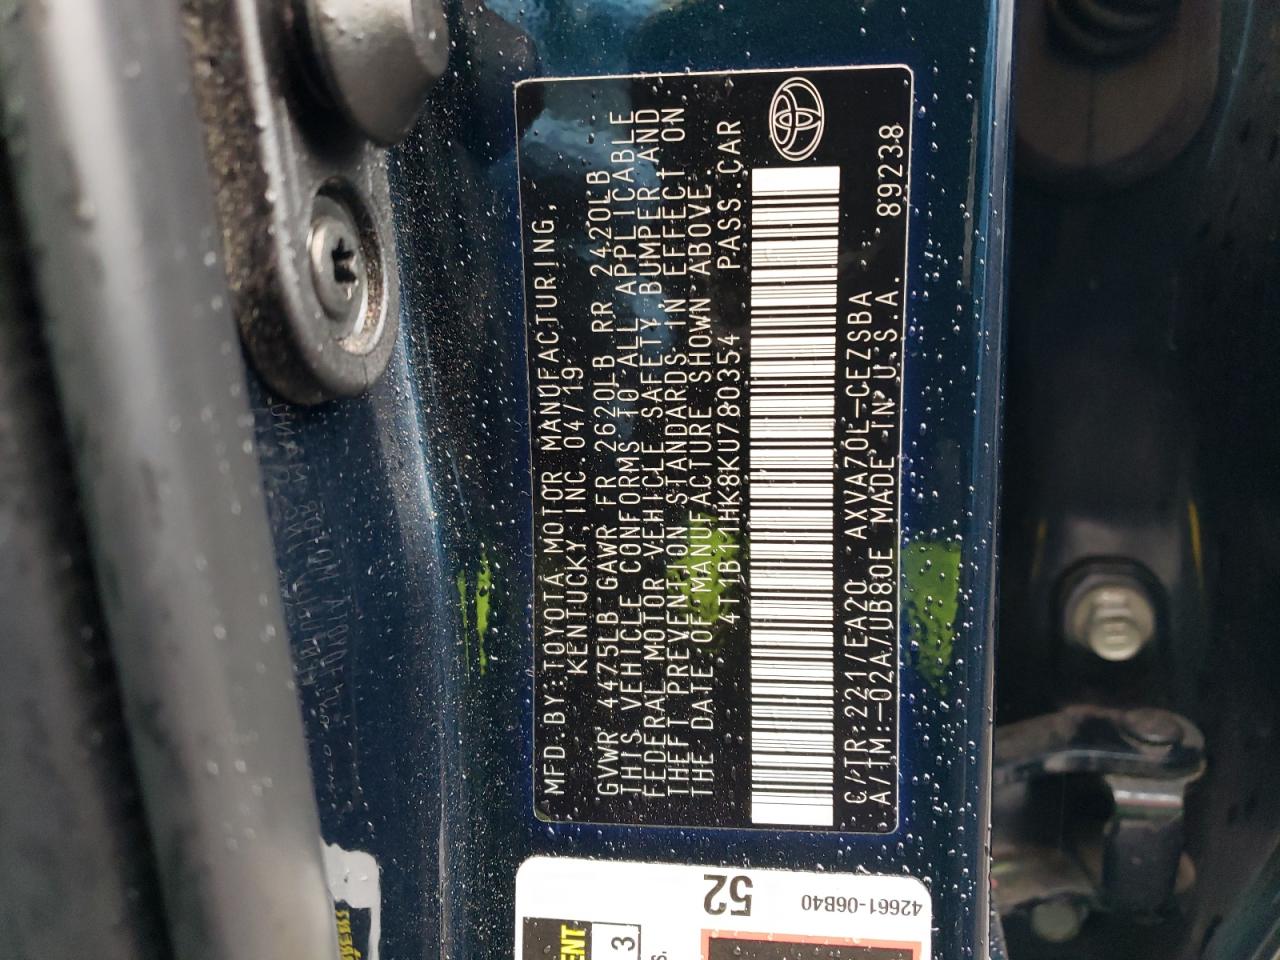 MFD.BY:TOYOTA MOTOR MANUFACTURING,
KENTUCKY INC.04/19
GVWR 4475LB GAWR FR 2620LB RR 2420LB
THIS VEHICLE CONFORMS TO ALL APPLICABLE
FEDERAL MOTOR VEHICLE SAFETY,BUMPER AND
THEFT PREVENTION STANDARDS IN EFFECT ON
THE DATE OF MANUFACTURE SHOWN ABOVE.
4T1B11HK8KU780354 PASS.CAR
C/TR:221/EA20 AXVA70L-CEZSBA
A/TM:-02A/UB80E MADE IN U.S.A. 89238
52
42661-06B40
3